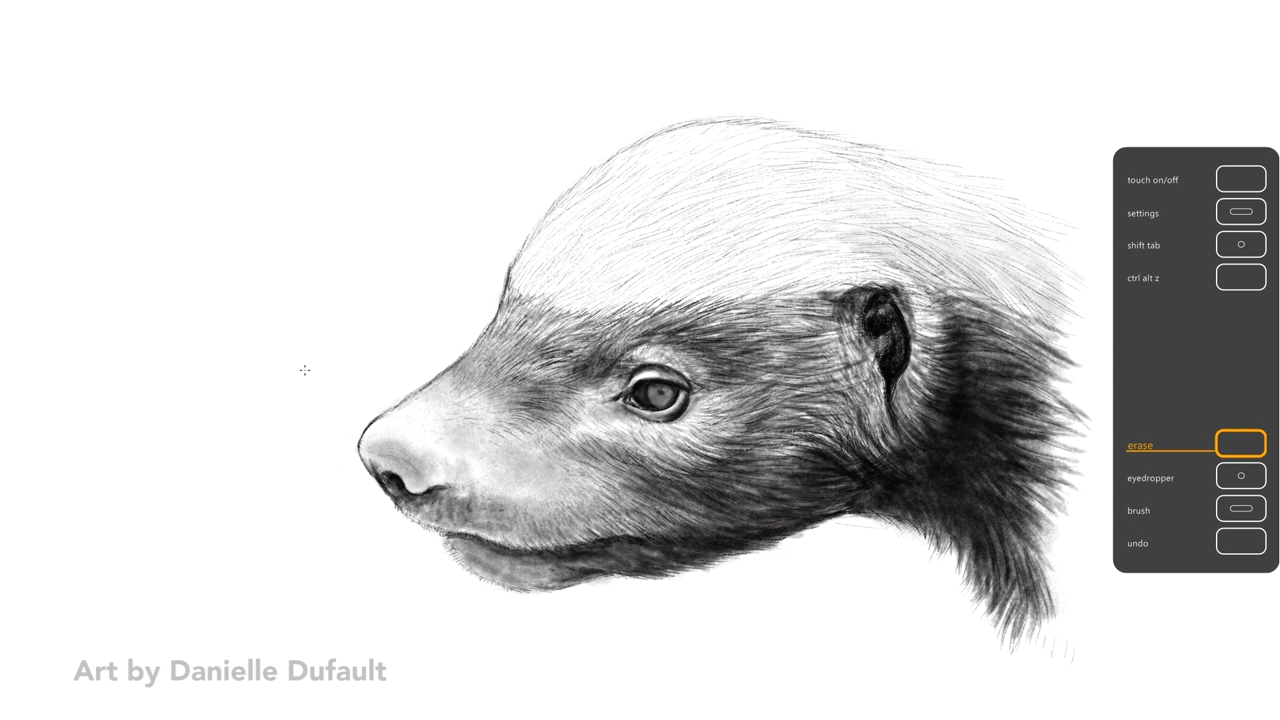 touch on/off
settings
shift tab
ctrl alt z
erase
eyedropper
brush
undo
Art by Danielle Dufault